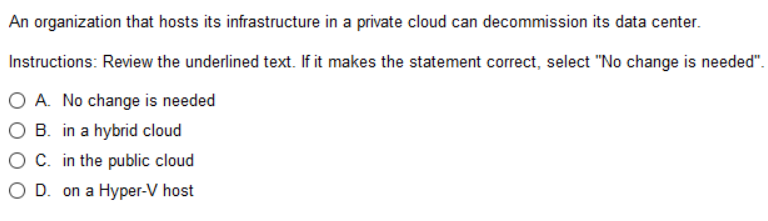 An organization that hosts its infrastructure in a private cloud can decommission its data center.
Instructions: Review the underlined text. If it makes the statement correct, select "No change is needed".
A. No change is needed
B. in a hybrid cloud
C. in the public cloud
D. on a Hyper-V host